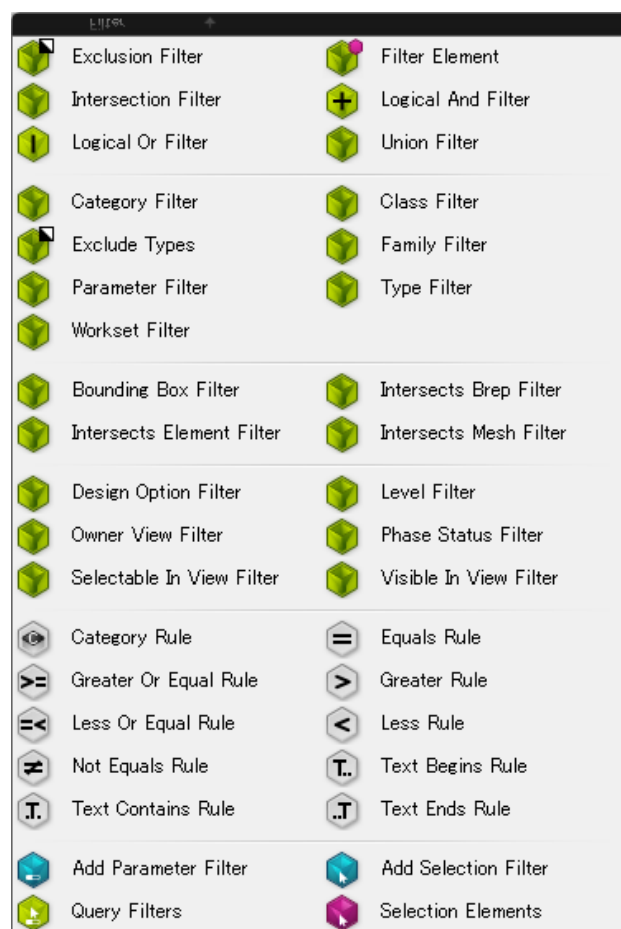 Filter
Exclusion Filter Filter Element
Intersection Filter Logical And Filter
Logical Or Filter Union Filter
Category Filter Class Filter
Exclude Types Family Filter
Parameter Filter Type Filter
Workset Filter
Bounding Box Filter Intersects Brep Filter
Intersects Element Filter Intersects Mesh Filter
Design Option Filter Level Filter
Owner View Filter Phase Status Filter
Selectable In View Filter Visible In View Filter
Category Rule = Equals Rule
>= Greater Or Equal Rule > Greater Rule
=< Less Or Equal Rule < Less Rule
≠ Not Equals Rule T.. Text Begins Rule
.T. Text Contains Rule ..T Text Ends Rule
Add Parameter Filter Add Selection Filter
Query Filters Selection Elements